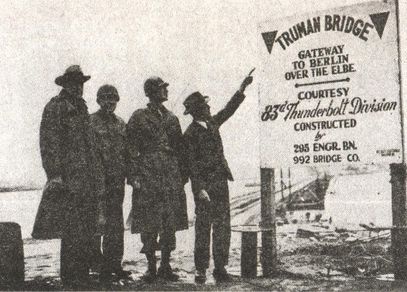 TRUMAN BRIDGE
GATEWAY
TO BERLIN
OVER THE ELBE
COURTESY
83d Thunderbolt Division
CONSTRUCTED
by
295 ENGR. BN.
992 BRIDGE CO.